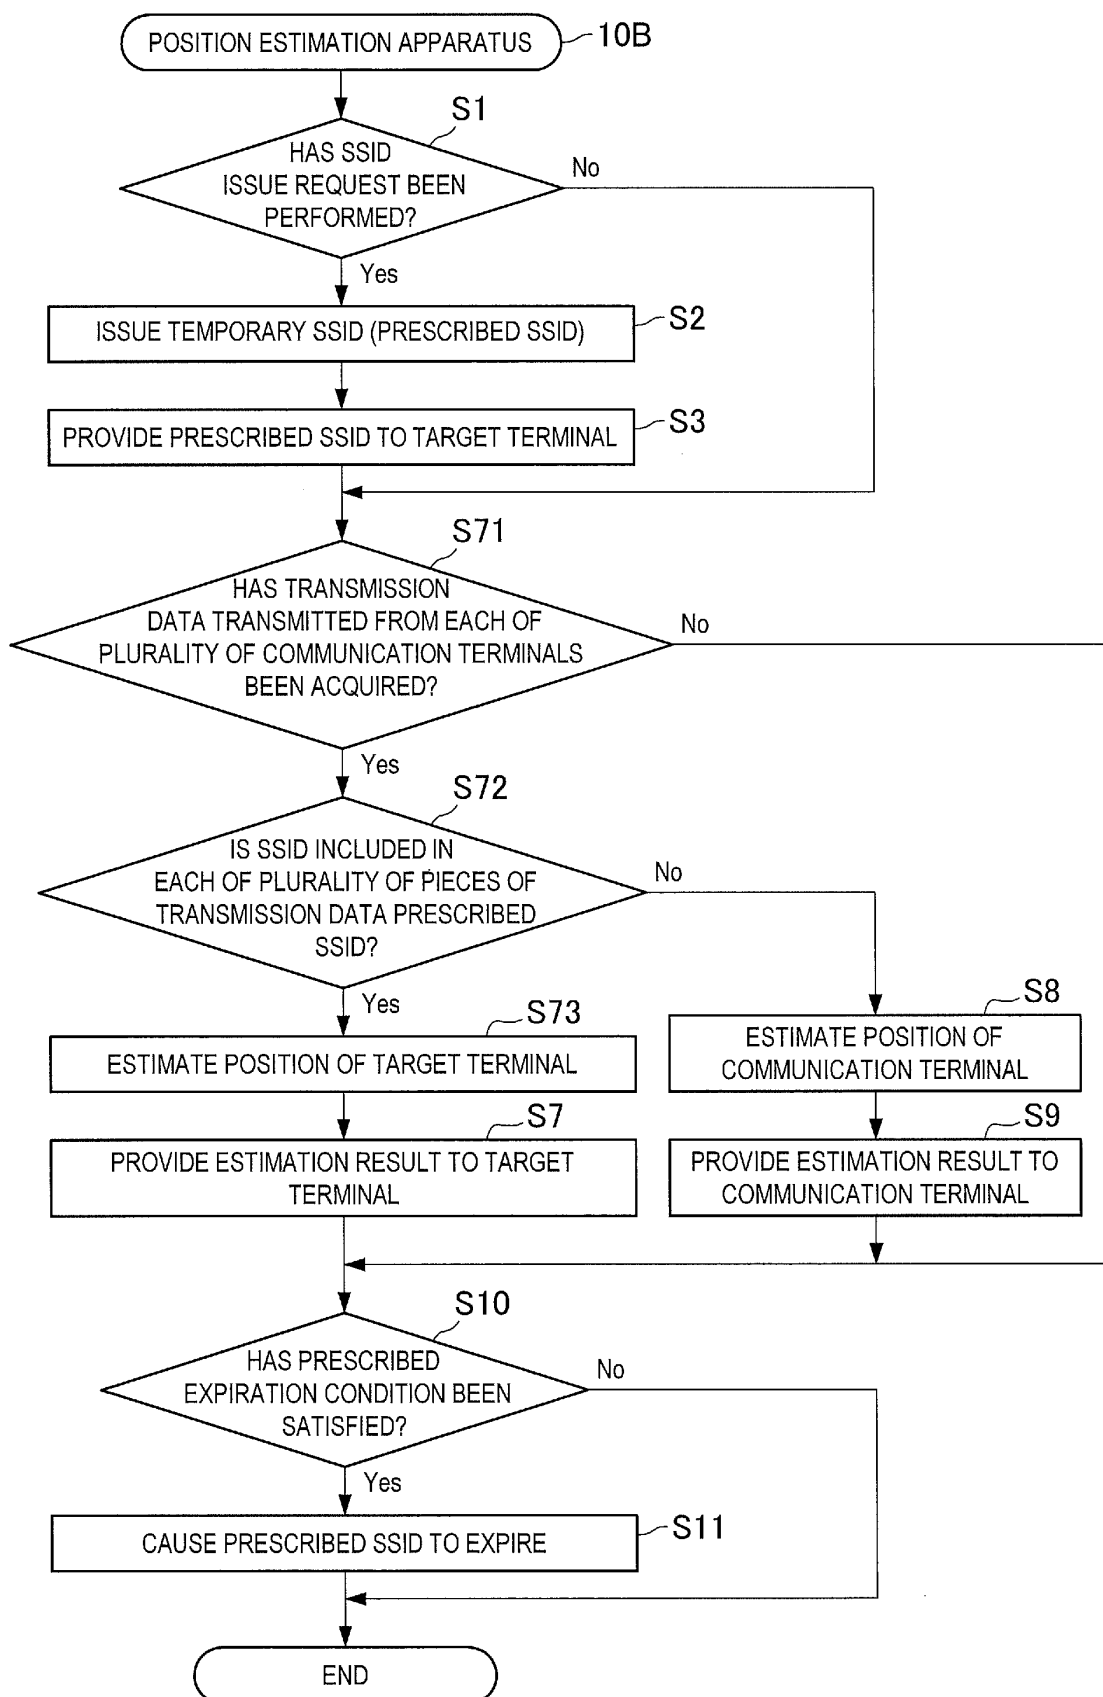 POSITION ESTIMATION APPARATUS
10B
S1
HAS SSID
ISSUE REQUEST BEEN
PERFORMED?
No
Yes
S2
ISSUE TEMPORARY SSID (PRESCRIBED SSID)
S3
PROVIDE PRESCRIBED SSID TO TARGET TERMINAL
S71
HAS TRANSMISSION
DATA TRANSMITTED FROM EACH OF
PLURALITY OF COMMUNICATION TERMINALS
BEEN ACQUIRED?
No
Yes
S72
IS SSID INCLUDED IN
EACH OF PLURALITY OF PIECES OF
TRANSMISSION DATA PRESCRIBED
SSID?
No
Yes
S73
ESTIMATE POSITION OF TARGET TERMINAL
S8
ESTIMATE POSITION OF
COMMUNICATION TERMINAL
S7
PROVIDE ESTIMATION RESULT TO TARGET
TERMINAL
S9
PROVIDE ESTIMATION RESULT TO
COMMUNICATION TERMINAL
S10
HAS PRESCRIBED
EXPIRATION CONDITION BEEN
SATISFIED?
No
Yes
S11
CAUSE PRESCRIBED SSID TO EXPIRE
END